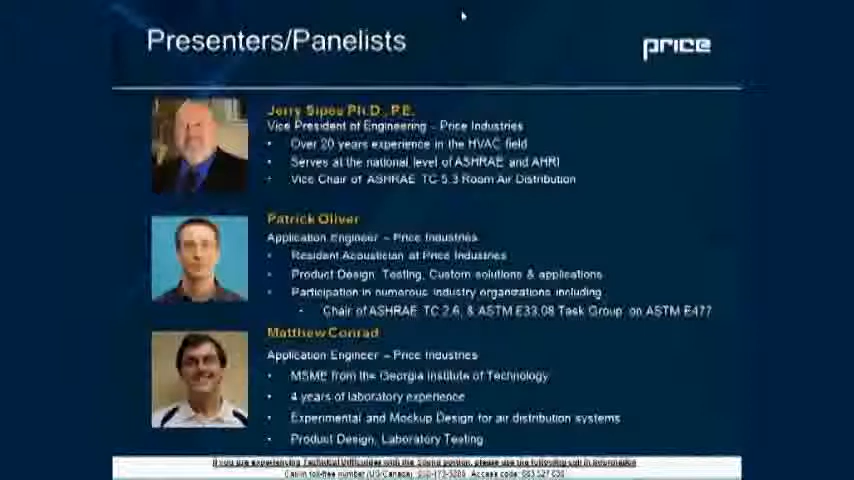 Presenters/Panelists
price
Jerry Sipes Ph.D., P.E.
Vice President of Engineering – Price Industries
• Over 20 years experience in the HVAC field
• Serves at the national level of ASHRAE and AHRI
• Vice Chair of ASHRAE TC 5.3 Room Air Distribution
Patrick Oliver
Application Engineer – Price Industries
• Resident Acoustician at Price Industries
• Product Design, Testing, Custom solutions & applications
• Participation in numerous industry organizations including
• Chair of ASHRAE TC 2.6, & ASTM E33.08 Task Group on ASTM E477
Matthew Conrad
Application Engineer – Price Industries
• MSME from the Georgia Institute of Technology
• 4 years of laboratory experience
• Experimental and Mockup Design for air distribution systems
• Product Design, Laboratory Testing
If you are experiencing Technical Difficulties with the Sound portion, please use the following call in information
Call-in toll-free number (US/Canada): Access code: